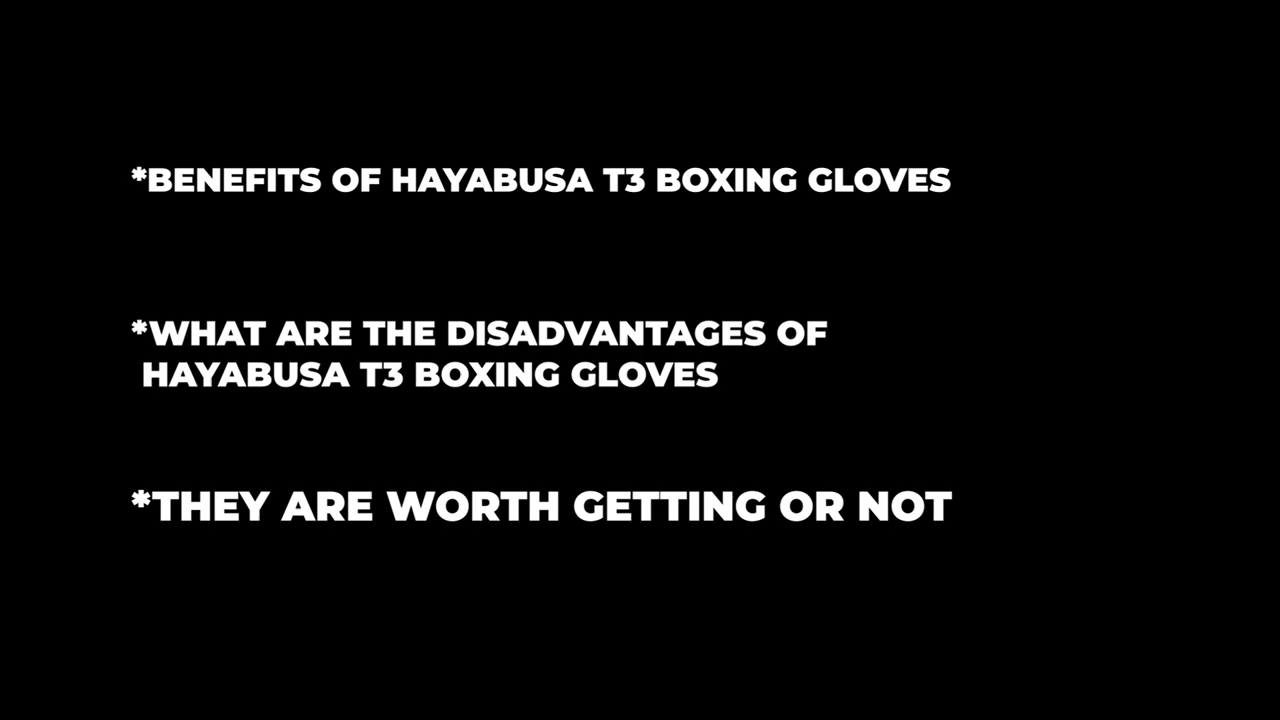 *BENEFITS OF HAYABUSA T3 BOXING GLOVES
*WHAT ARE THE DISADVANTAGES OF
HAYABUSA T3 BOXING GLOVES
*THEY ARE WORTH GETTING OR NOT